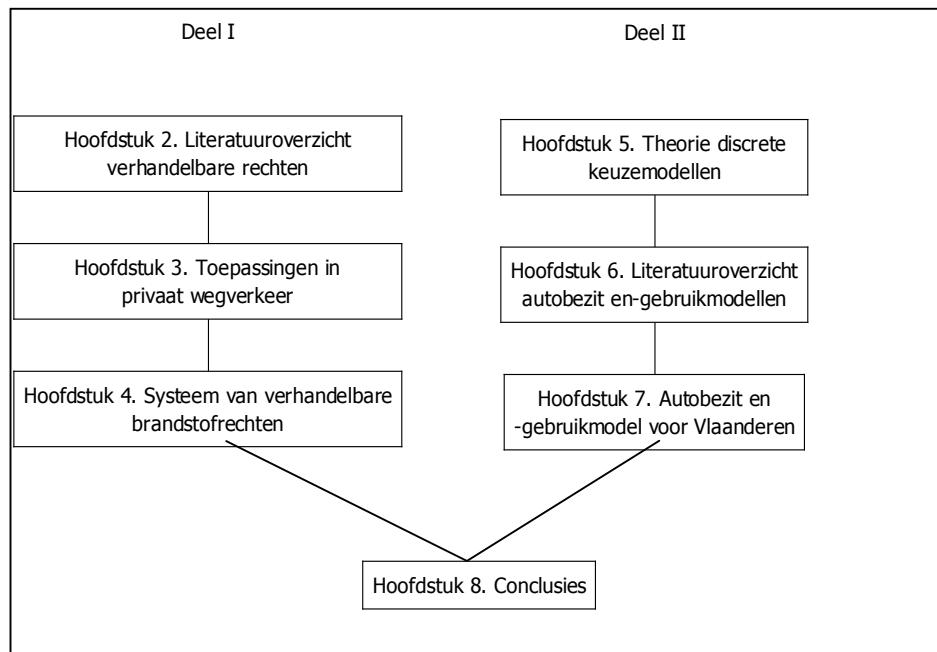 Deel I
Hoofdstuk 2. Literatuuroverzicht
verhandelbare rechten
Hoofdstuk 3. Toepassingen in
privaat wegverkeer
Hoofdstuk 4. Systeem van verhandelbare
brandstofrechten
Deel II
Hoofdstuk 5. Theorie discrete
keuzemodellen
Hoofdstuk 6. Literatuuroverzicht
autobezit en-gebruikmodellen
Hoofdstuk 7. Autobezit en
-gebruikmodel voor Vlaanderen
Hoofdstuk 8. Conclusies